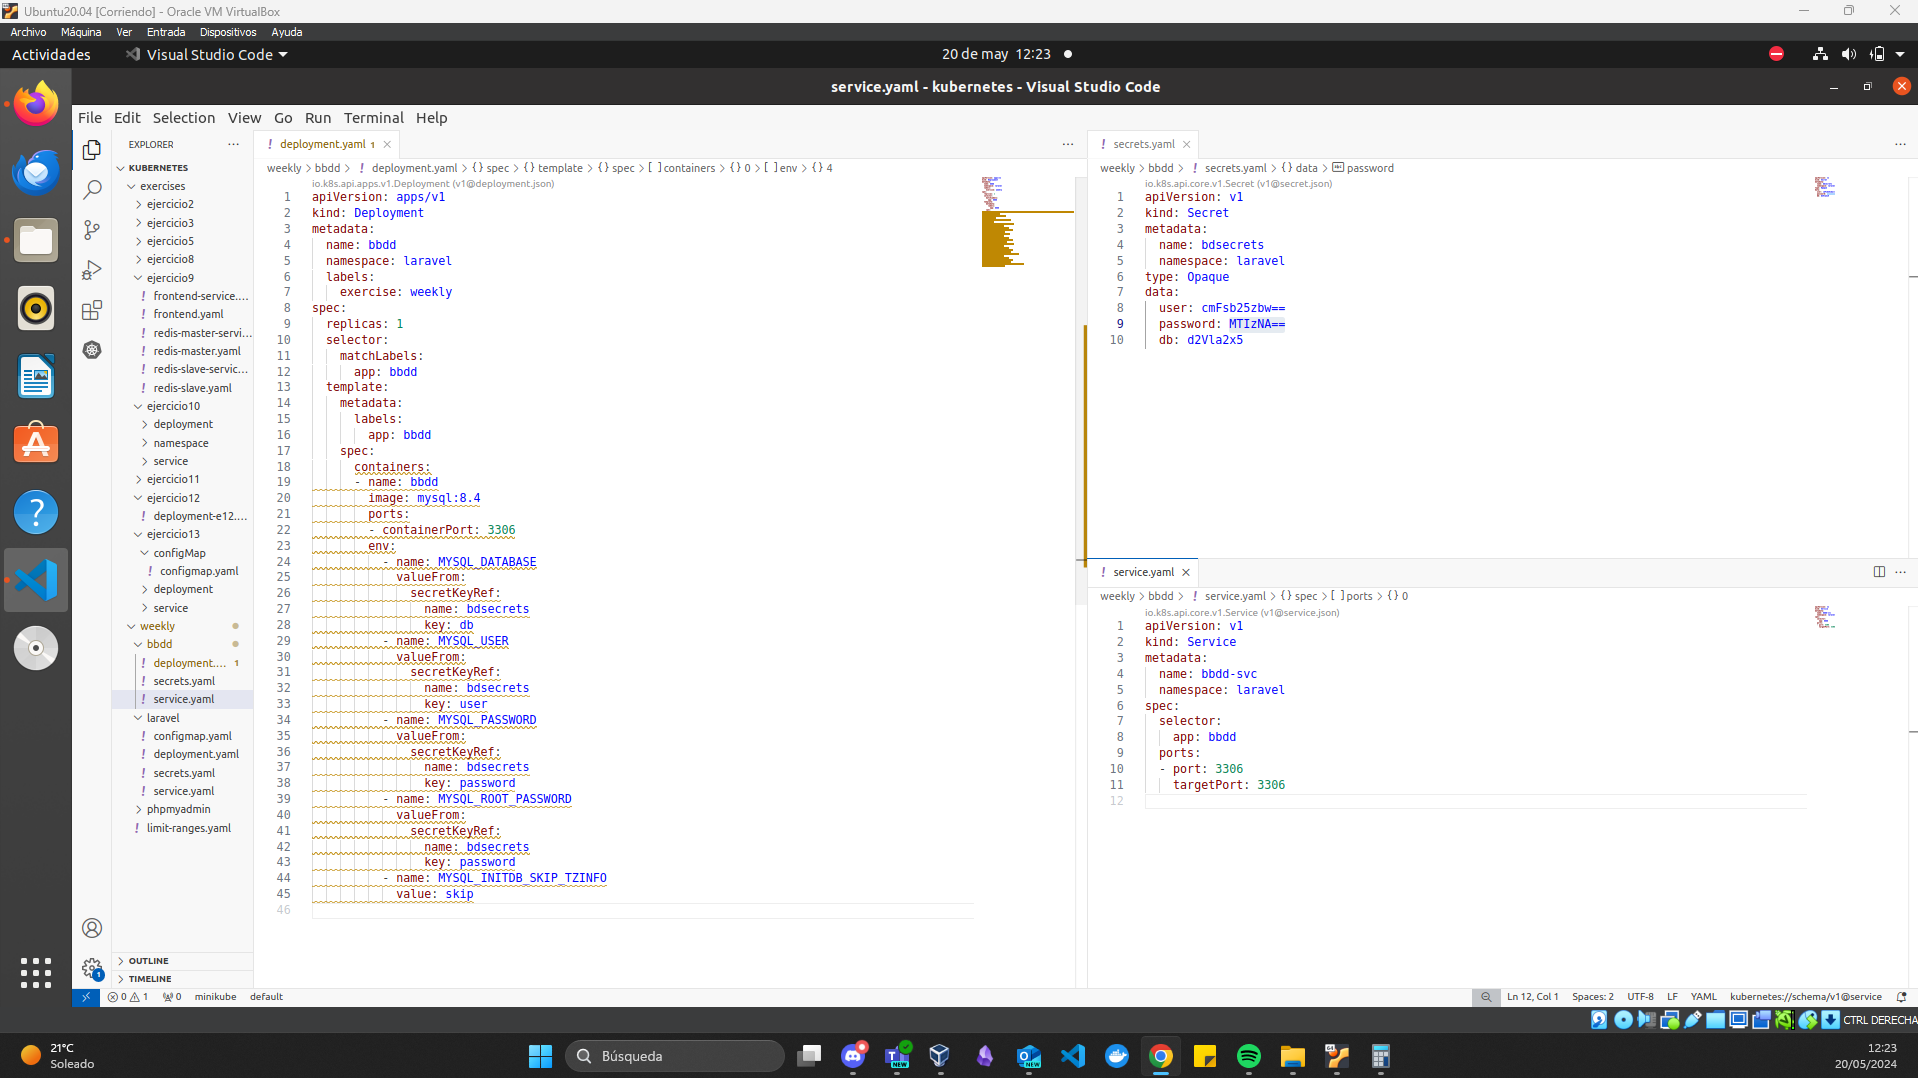 Ubuntu20.04 [Corriendo] - Oracle VM VirtualBox
Archivo Máquina Ver Entrada Dispositivos Ayuda
Actividades Visual Studio Code 20 de may 12:23
service.yaml - kubernetes - Visual Studio Code
File Edit Selection View Go Run Terminal Help
EXPLORER
KUBERNETES
exercises
ejercicio2
ejercicio3
ejercicio5
ejercicio8
ejercicio9
frontend-service....
frontend.yaml
redis-master-servi...
redis-master.yaml
redis-slave-servic...
redis-slave.yaml
ejercicio10
deployment
namespace
service
ejercicio11
ejercicio12
deployment-e12....
ejercicio13
configMap
configmap.yaml
deployment
service
weekly
bbdd
deployment.... 1
secrets.yaml
service.yaml
laravel
configmap.yaml
deployment.yaml
secrets.yaml
service.yaml
phpmyadmin
limit-ranges.yaml
OUTLINE
TIMELINE
deployment.yaml 1
weekly > bbdd > ! deployment.yaml > {} spec > {} template > {} spec > [ ] containers > {} 0 > [ ] env > {} 4
io.k8s.api.apps.v1.Deployment (v1@deployment.json)
1 apiVersion: apps/v1
2 kind: Deployment
3 metadata:
4 name: bbdd
5 namespace: laravel
6 labels:
7 exercise: weekly
8 spec:
9 replicas: 1
10 selector:
11 matchLabels:
12 app: bbdd
13 template:
14 metadata:
15 labels:
16 app: bbdd
17 spec:
18 containers:
19 - name: bbdd
20 image: mysql:8.4
21 ports:
22 - containerPort: 3306
23 env:
24 - name: MYSQL_DATABASE
25 valueFrom:
26 secretKeyRef:
27 name: bdsecrets
28 key: db
29 - name: MYSQL_USER
30 valueFrom:
31 secretKeyRef:
32 name: bdsecrets
33 key: user
34 - name: MYSQL_PASSWORD
35 valueFrom:
36 secretKeyRef:
37 name: bdsecrets
38 key: password
39 - name: MYSQL_ROOT_PASSWORD
40 valueFrom:
41 secretKeyRef:
42 name: bdsecrets
43 key: password
44 - name: MYSQL_INITDB_SKIP_TZINFO
45 value: skip
46
secrets.yaml
weekly > bbdd > ! secrets.yaml > {} data > password
io.k8s.api.core.v1.Secret (v1@secret.json)
1 apiVersion: v1
2 kind: Secret
3 metadata:
4 name: bdsecrets
5 namespace: laravel
6 type: Opaque
7 data:
8 user: cmFsb25zbw==
9 password: MTIzNA==
10 db: d2Vla2x5
service.yaml
weekly > bbdd > ! service.yaml > {} spec > [ ] ports > {} 0
io.k8s.api.core.v1.Service (v1@service.json)
1 apiVersion: v1
2 kind: Service
3 metadata:
4 name: bbdd-svc
5 namespace: laravel
6 spec:
7 selector:
8 app: bbdd
9 ports:
10 - port: 3306
11 targetPort: 3306
12
0 1 0 minikube default
Ln 12, Col 1 Spaces: 2 UTF-8 LF YAML kubernetes://schema/v1@service
CTRL DERECHA
21°C
Soleado
Búsqueda
12:23
20/05/2024